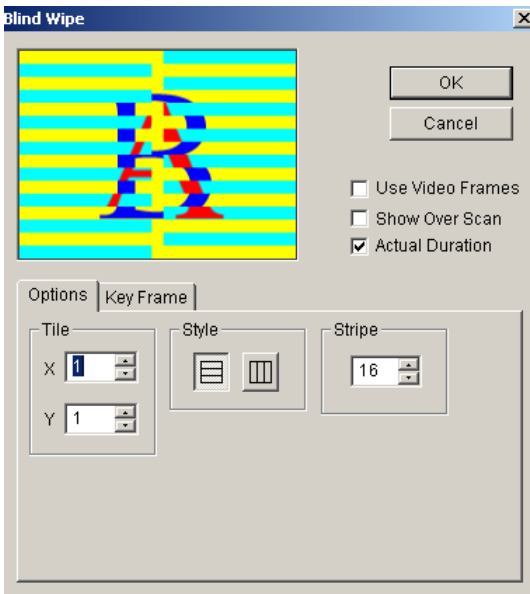 Blind Wipe
B A
OK
Cancel
Use Video Frames
Show Over Scan
Actual Duration
Options Key Frame
Tile Style Stripe
X 1 16
Y 1